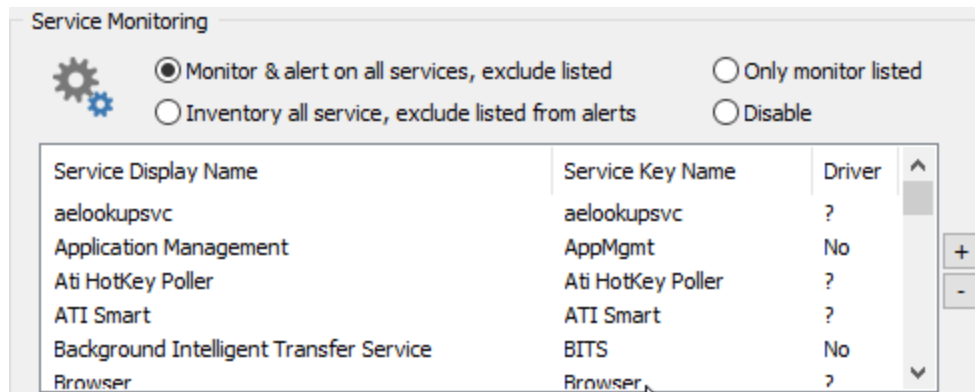 Service Monitoring
Monitor & alert on all services, exclude listed Only monitor listed
Inventory all service, exclude listed from alerts Disable
Service Display Name Service Key Name Driver
aelookupsvc aelookupsvc ?
Application Management AppMgmt No
Ati HotKey Poller Ati HotKey Poller ?
ATI Smart ATI Smart ?
Background Intelligent Transfer Service BITS No
Browser Browser ?
+
-